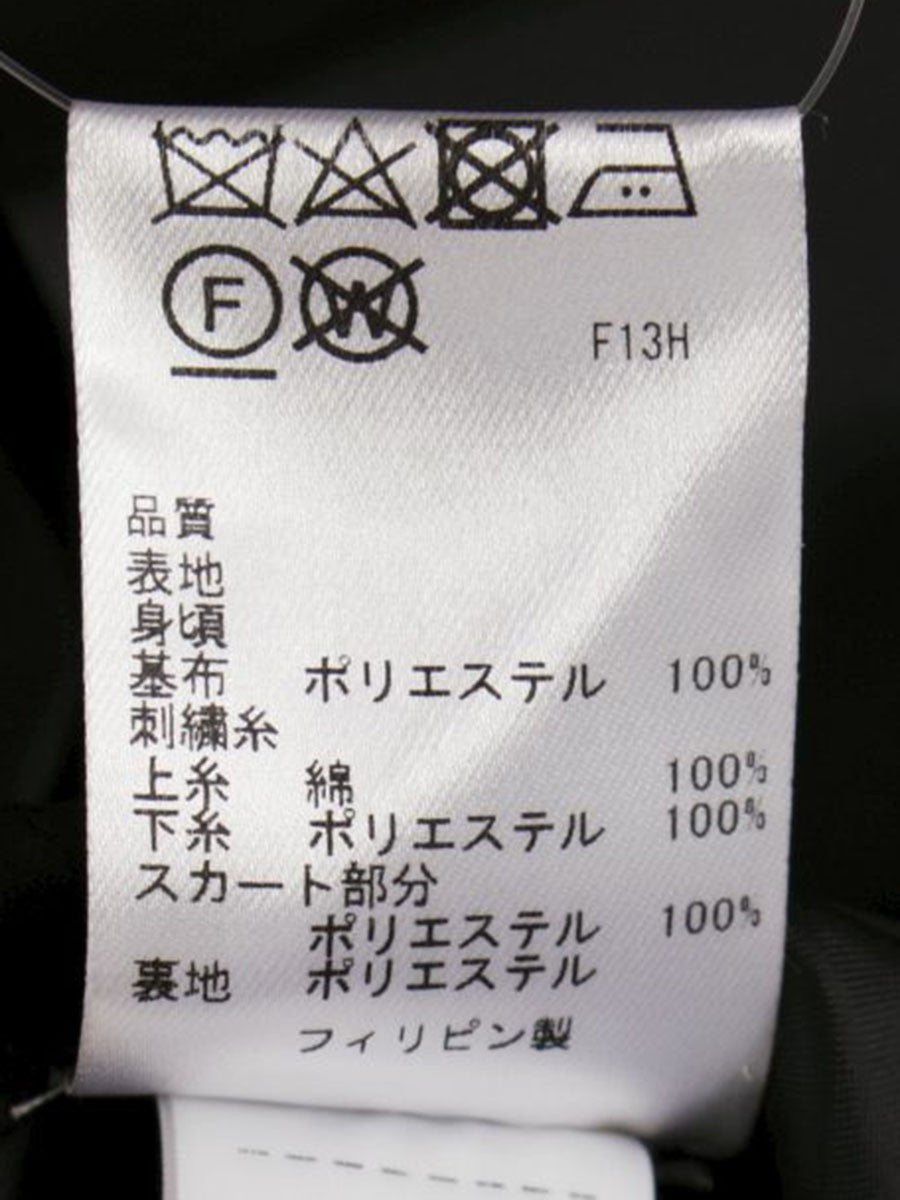 F W F13H
品質
表地
身頃
基布 ポリエステル 100%
刺繍糸
上糸 綿 100%
下糸 ポリエステル 100%
スカート部分
ポリエステル 100%
裏地 ポリエステル
フィリピン製